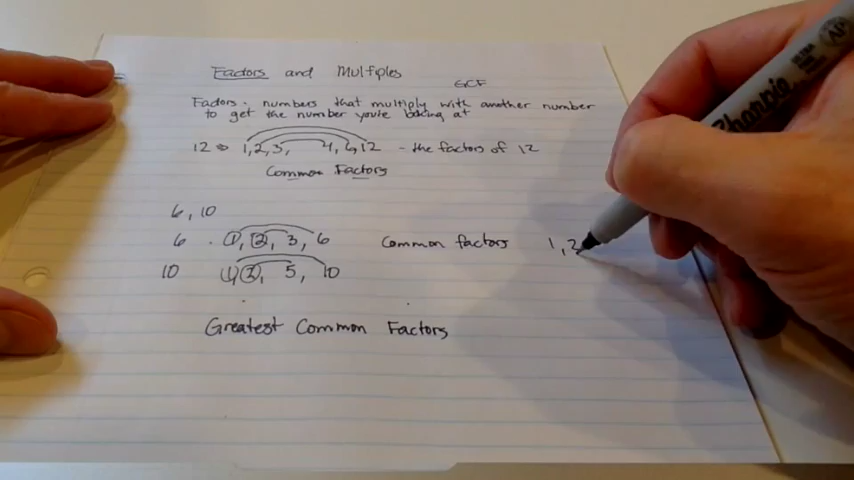 Factors and Multiples
GCF
Factors - numbers that multiply with another number
to get the number you're looking at
12 ⇒ 1, 2, 3, 4, 6, 12 - the factors of 12
Common Factors
6, 10
6 . 1, 2, 3, 6 Common factors 1, 2
10 1, 2, 5, 10
Greatest Common Factors
Sharpie